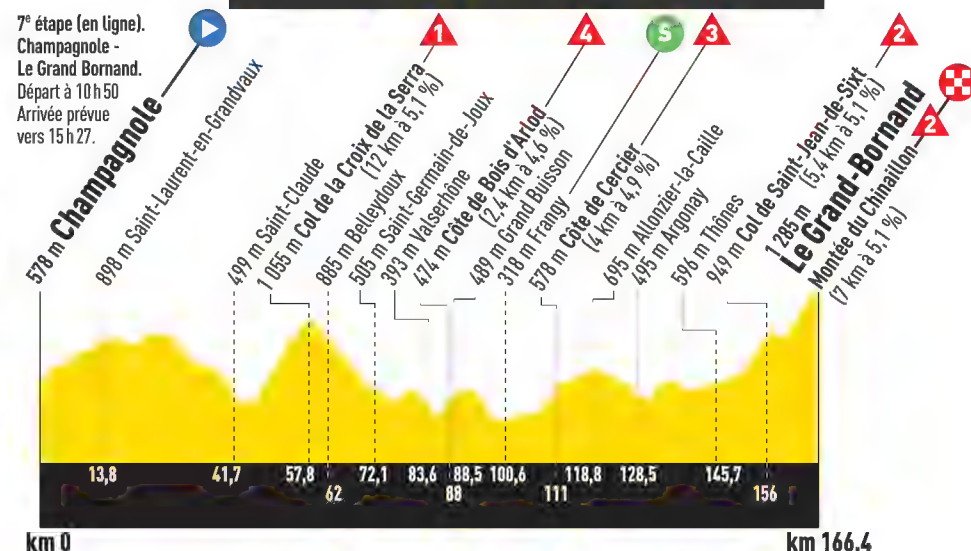 7e étape (en ligne).
Champagnole -
Le Grand Bornand.
Départ à 10 h 50
Arrivée prévue
vers 15 h 27.
578 m Champagnole
898 m Saint-Laurent-en-Grandvaux
499 m Saint-Claude
1
1 055 m Col de la Croix de la Serra
(12 km à 5,1 %)
885 m Belleydoux
505 m Saint-Germain-de-Joux
393 m Valserhône
4
474 m Côte de Bois d'Arlod
(2,4 km à 4,6 %)
489 m Grand Buisson
S
318 m Frangy
3
578 m Côte de Cercier
(4 km à 4,9 %)
695 m Allonzier-la-Caille
495 m Argonay
596 m Thônes
2
949 m Col de Saint-Jean-de-Sixt
(5,4 km à 5,1 %)
1 285 m
Le Grand-Bornand
2
Montée du Chinaillon
(7 km à 5,1 %)
13,8 41,7 57,8 72,1 83,6 88,5 100,6 118,8 128,5 145,7
62 88 111 156
km 0 km 166,4